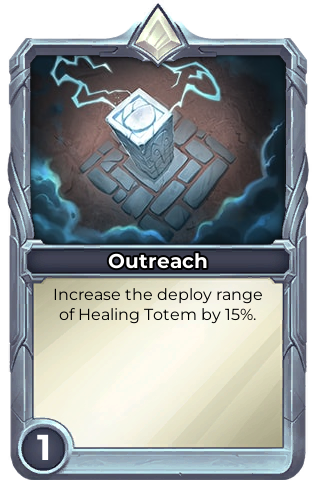 Outreach
Increase the deploy range
of Healing Totem by 15%.
1